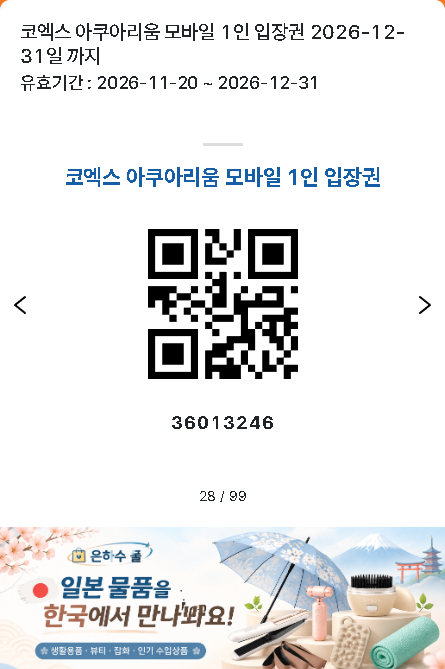 코엑스 아쿠아리움 모바일 1인 입장권 2026-12-
31일 까지
유효기간 : 2026-11-20 ~ 2026-12-31
코엑스 아쿠아리움 모바일 1인 입장권
36013246
28 / 99
은하수 몰
일본 물품을
한국에서 만나봐요!
생활용품 · 뷰티 · 잡화 · 인기 수입상품